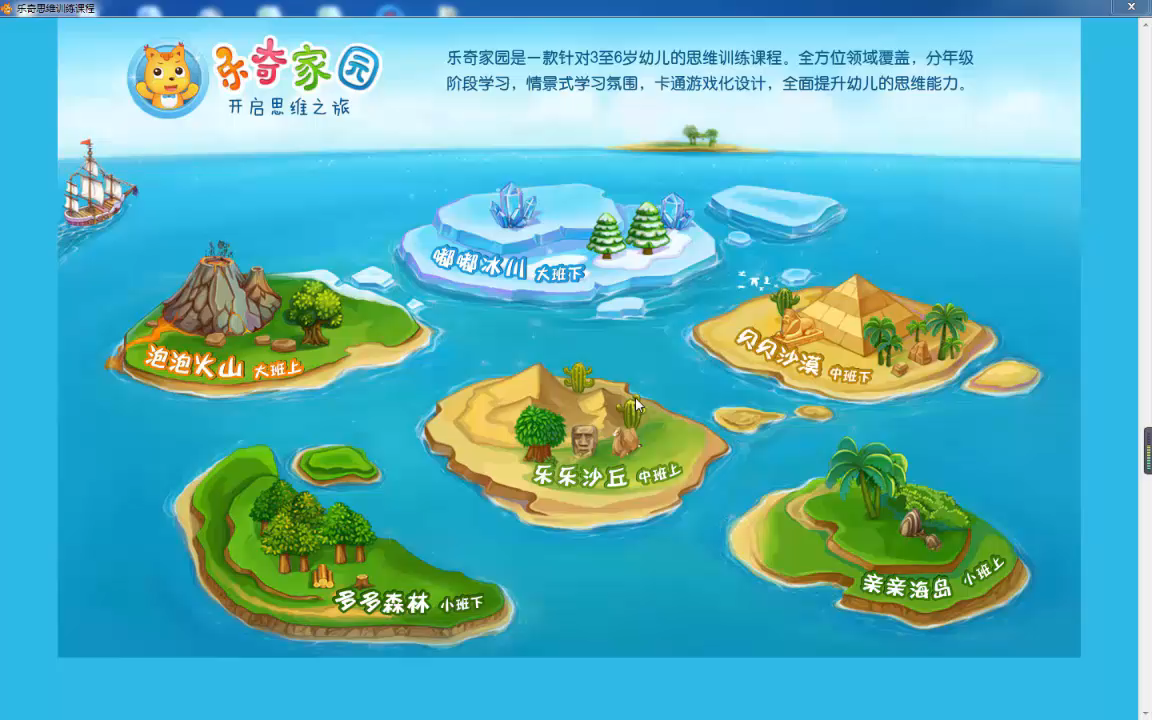 乐奇思维训练课程
乐奇家园
开启思维之旅
乐奇家园是一款针对3至6岁幼儿的思维训练课程。全方位领域覆盖，分年级
阶段学习，情景式学习氛围，卡通游戏化设计，全面提升幼儿的思维能力。
嘟嘟冰川 大班下
泡泡火山 大班上
贝贝沙漠 中班下
乐乐沙丘 中班上
多多森林 小班下
亲亲海岛 小班上